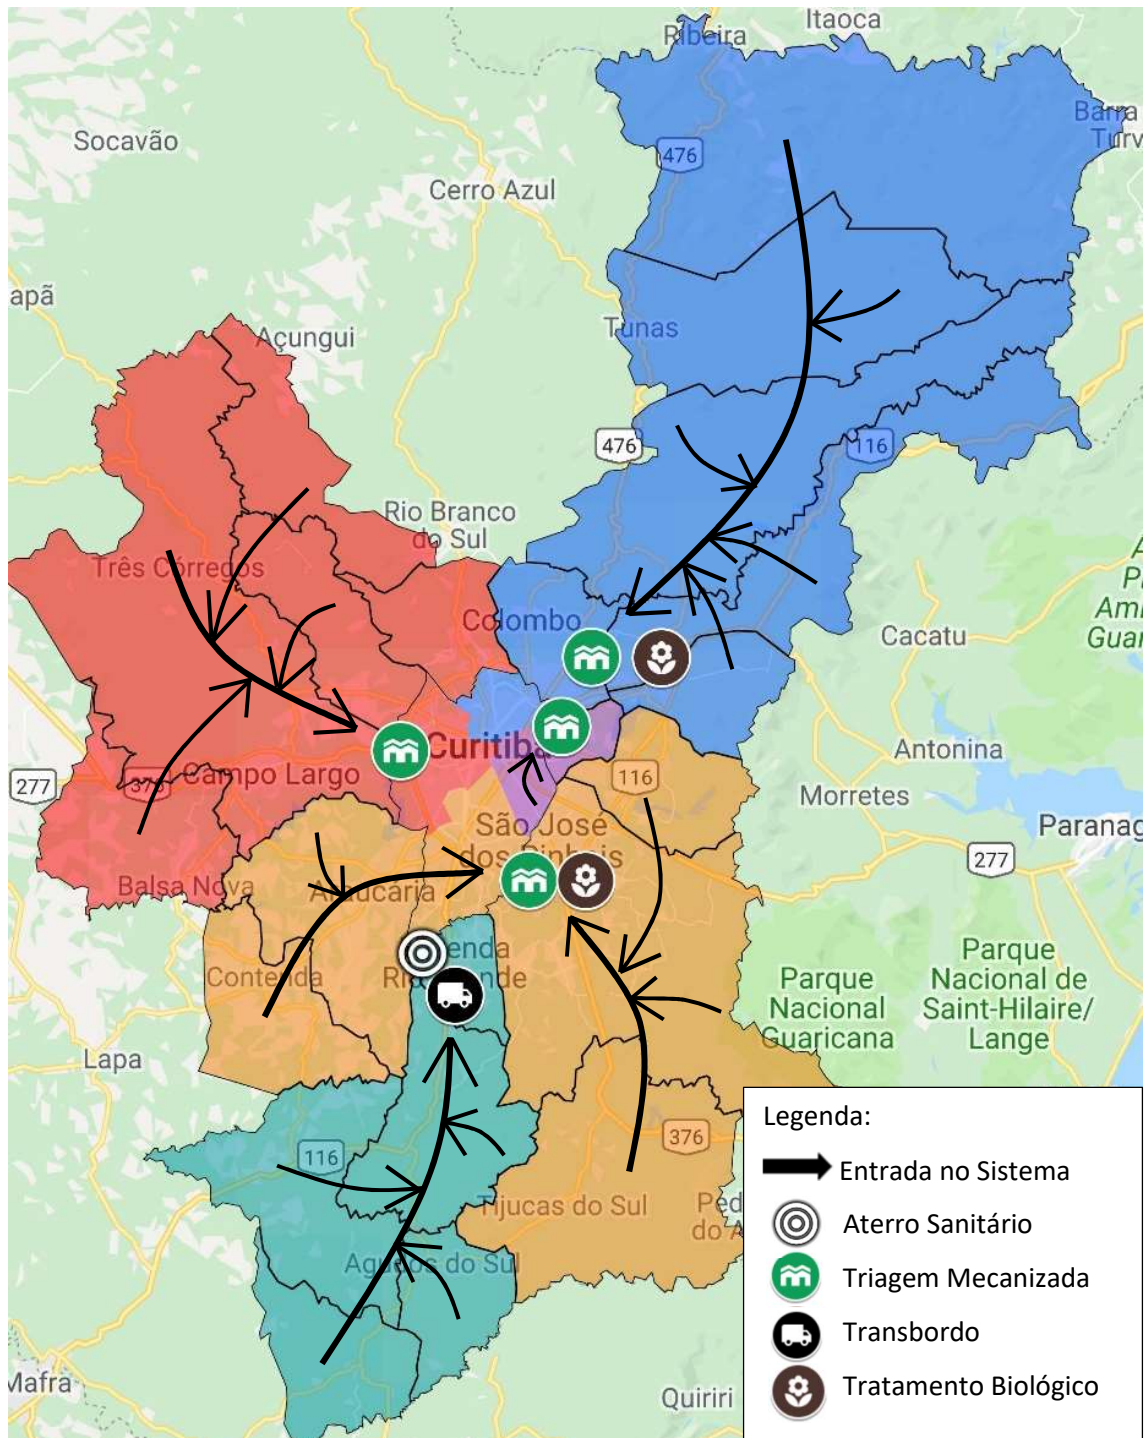 Itaoca
Ribeira
Barra
Turv
Socavão
476
Cerro Azul
apã
Açungui
Tunas
476
116
Rio Branco
do Sul
Três Córregos
Colombo
Cacatu
Guar
Curitiba
Antonina
277
376
Campo Largo
116
Morretes
São José
dos Pinhais
Paranag
277
Balsa Nova
Araucária
enda
Contenda
Parque
Nacional
Guaricana
Parque
Nacional de
Saint-Hilaire/
Lange
Lapa
116
376
Tijucas do Sul
Agudos do Sul
Mafra
Quiriri
Legenda:
Entrada no Sistema
Aterro Sanitário
Triagem Mecanizada
Transbordo
Tratamento Biológico